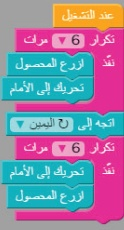 عند التشغيل
تكرار 6 مرات
نفّذ ازرع المحصول
تحريك إلى الأمام
اتجه إلى اليمين
تكرار 6 مرات
نفّذ تحريك إلى الأمام
ازرع المحصول